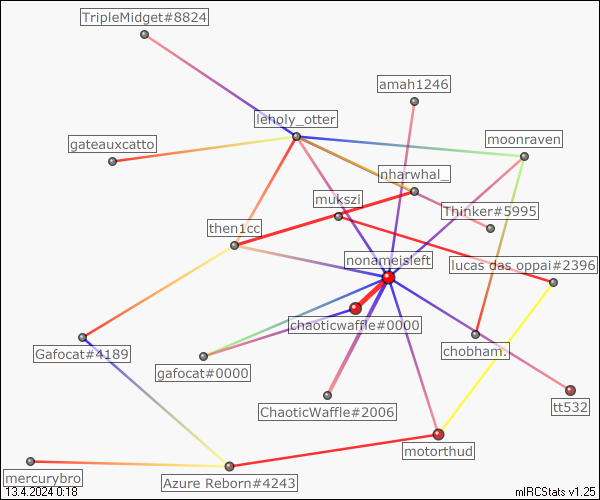 TripleMidget#8824
amah1246
leholy_otter
gateauxcatto
moonraven
nharwhal_
mukszi
Thinker#5995
then1cc
nonameisleft
lucas das oppai#2396
chaoticwaffle#0000
Gafocat#4189
chobham.
gafocat#0000
ChaoticWaffle#2006
tt532
motorthud
mercurybro
Azure Reborn#4243
13.4.2024 0:18
mIRCStats v1.25